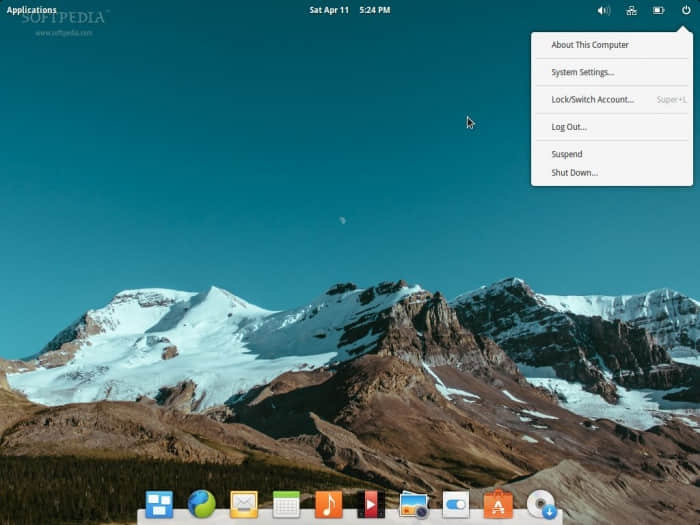 Applications
Sat Apr 11 5:24 PM
SOFTPEDIA
www.softpedia.com
About This Computer
System Settings...
Lock/Switch Account... Super+L
Log Out...
Suspend
Shut Down...